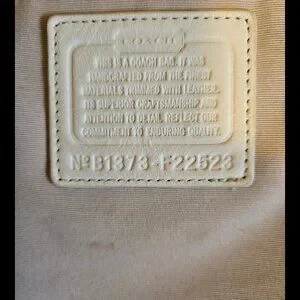 COACH
THIS IS A COACH BAG. IT WAS
HANDCRAFTED FROM THE FINEST
MATERIALS TRIMMED WITH LEATHER.
ITS SUPERIOR CRAFTSMANSHIP AND
ATTENTION TO DETAIL REFLECT OUR
COMMITMENT TO ENDURING QUALITY.
Nº B1373-F22523